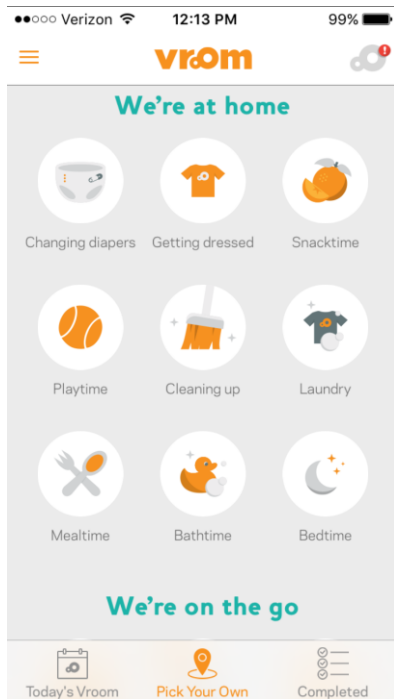 Verizon 12:13 PM 99%
vroom
We're at home
Changing diapers Getting dressed Snacktime
Playtime Cleaning up Laundry
Mealtime Bathtime Bedtime
We're on the go
Today's Vroom Pick Your Own Completed